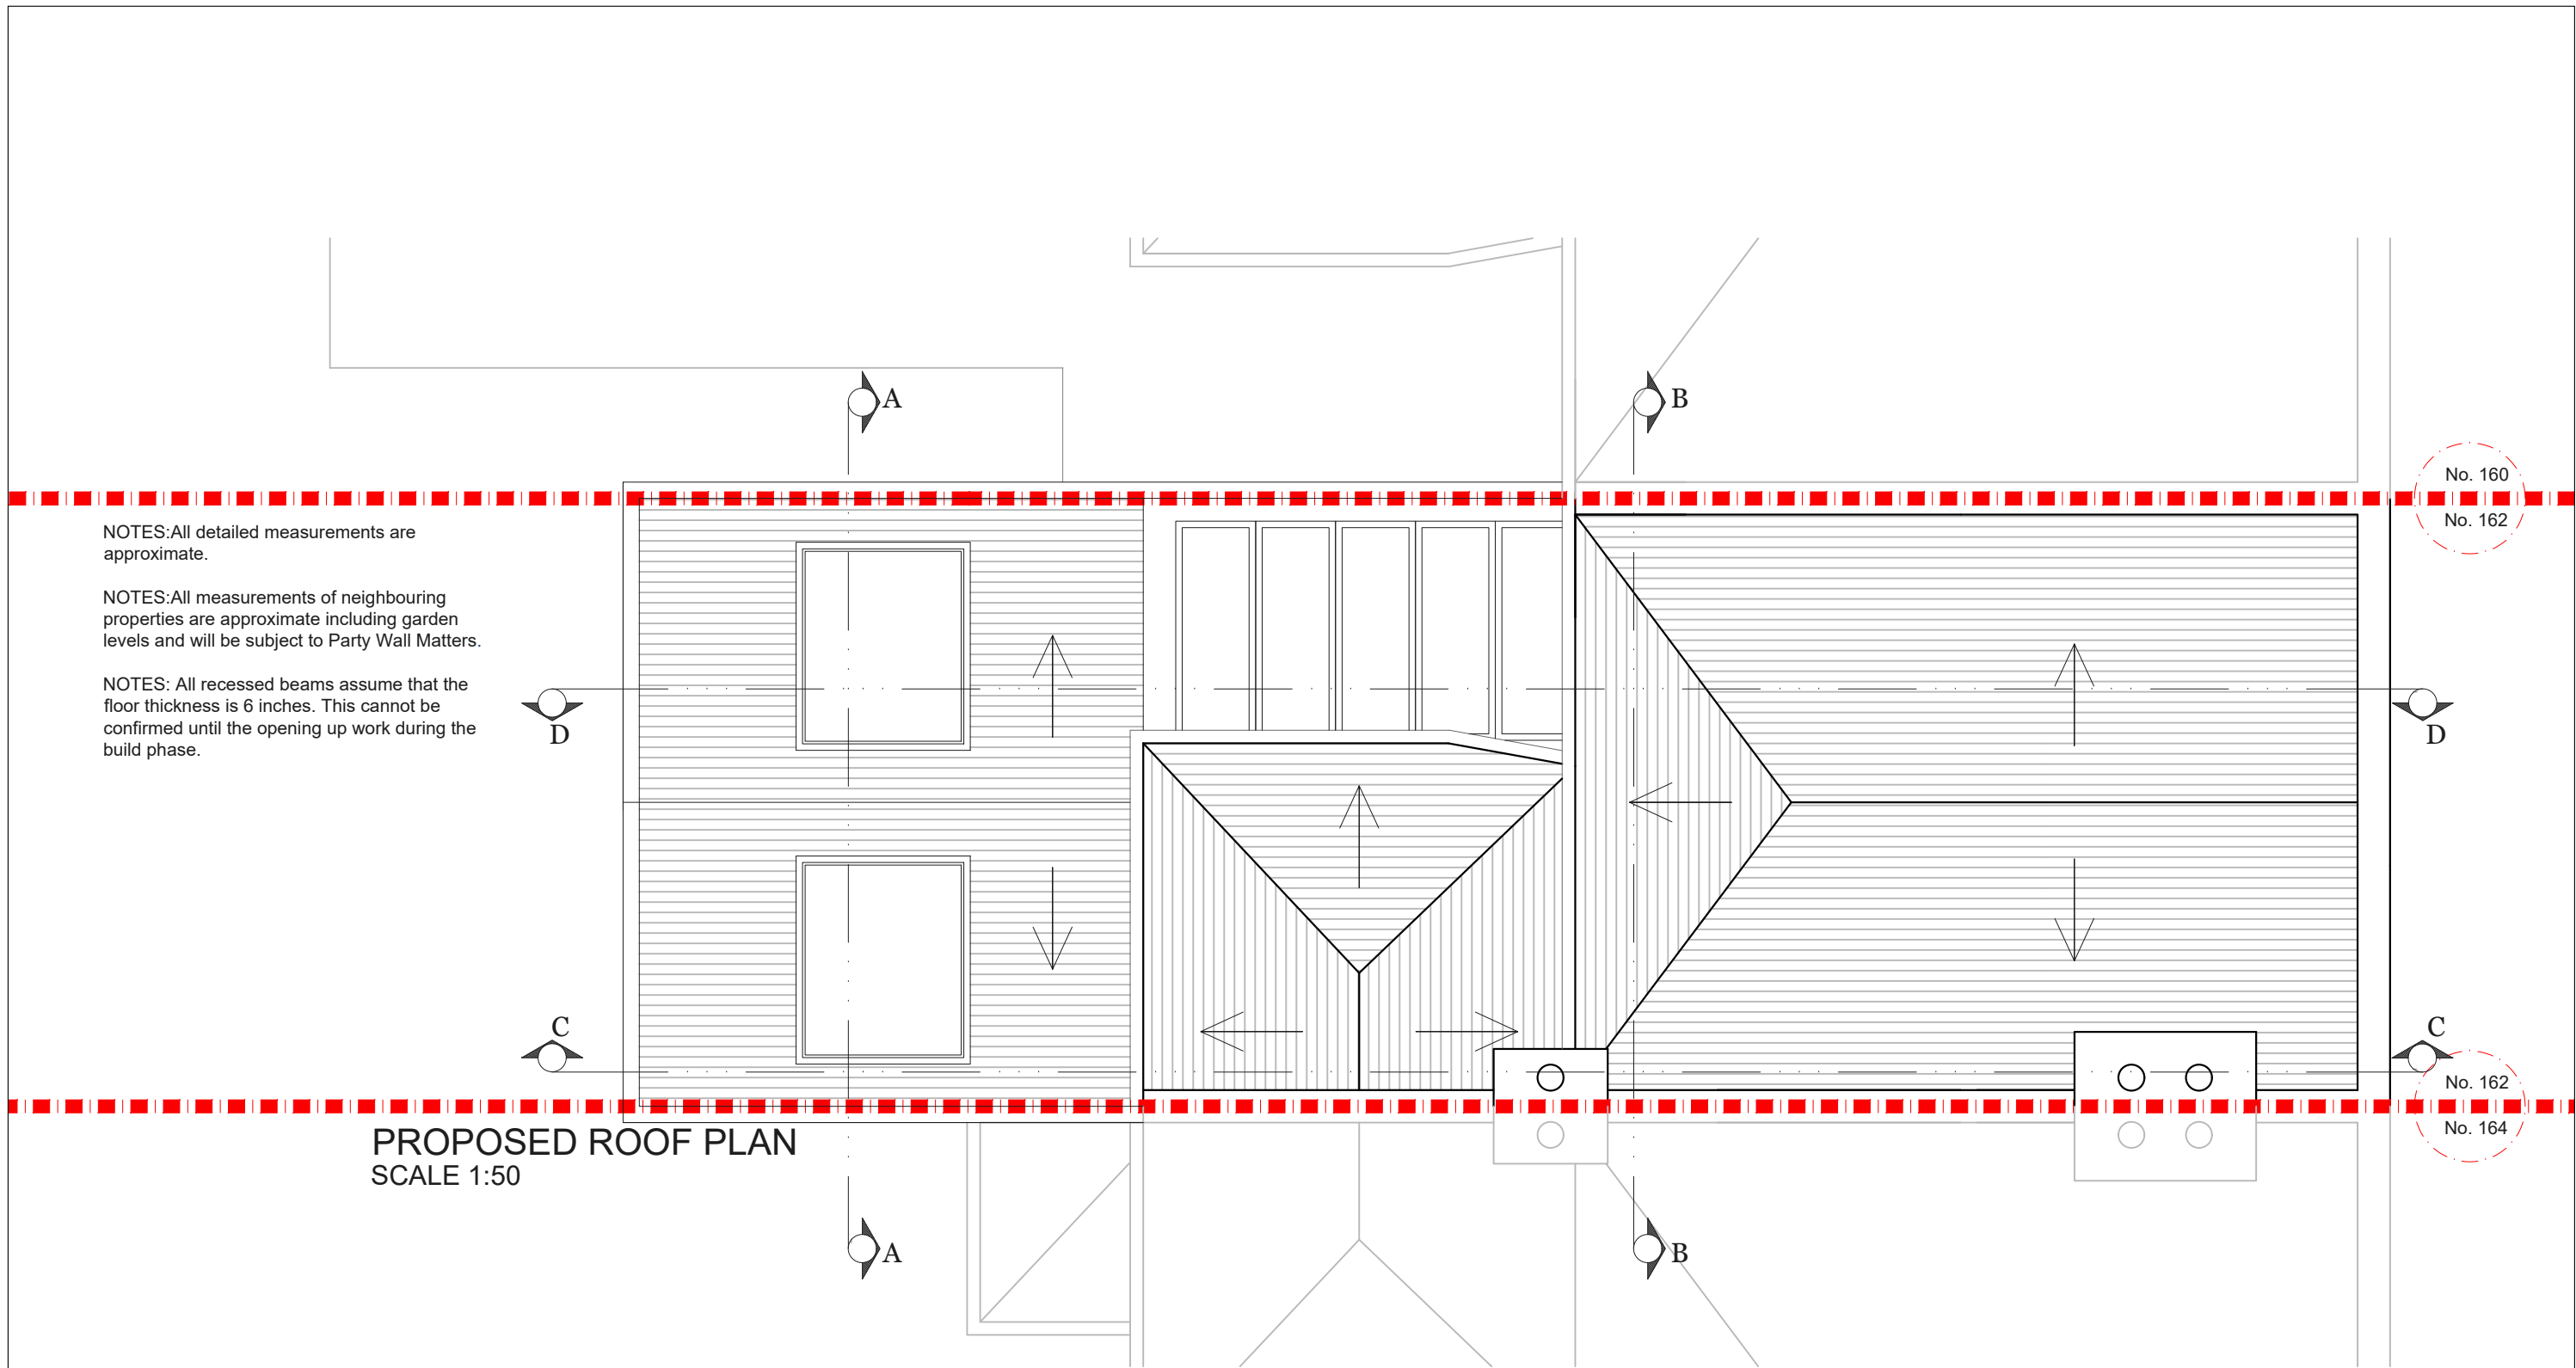 A
B
No. 160
No. 162
NOTES:All detailed measurements are
approximate.
NOTES:All measurements of neighbouring
properties are approximate including garden
levels and will be subject to Party Wall Matters.
NOTES: All recessed beams assume that the
floor thickness is 6 inches. This cannot be
confirmed until the opening up work during the
build phase.
D
D
C
C
No. 162
No. 164
PROPOSED ROOF PLAN
SCALE 1:50
A
B